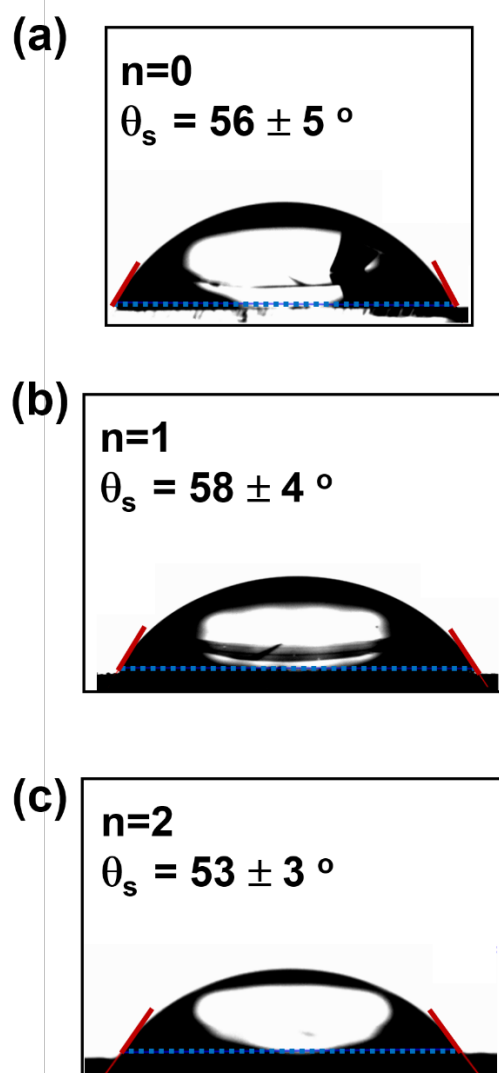 (a)
n=0
θs = 56 ± 5 °
(b)
n=1
θs = 58 ± 4 °
(c)
n=2
θs = 53 ± 3 °